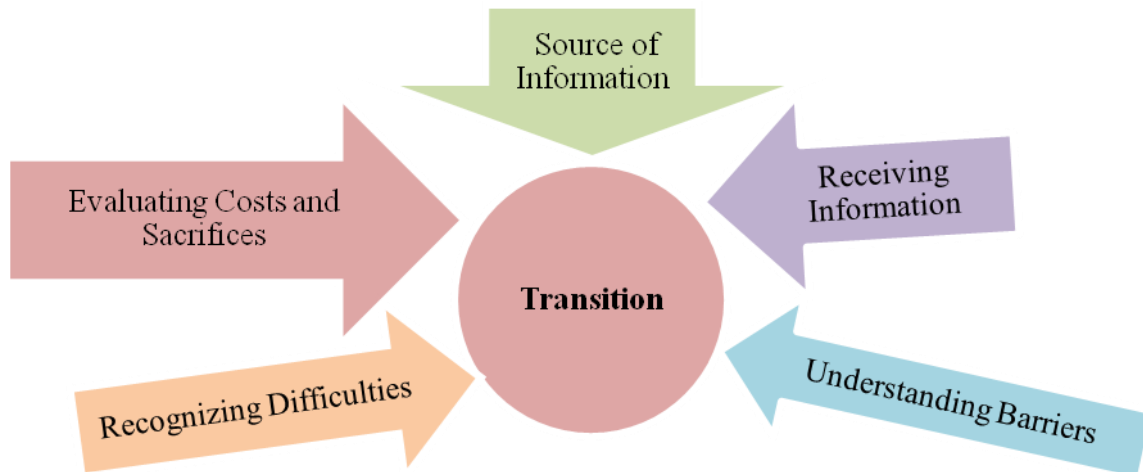 Source of
Information
Evaluating Costs and
Sacrifices
Receiving
Information
Transition
Recognizing Difficulties
Understanding Barriers